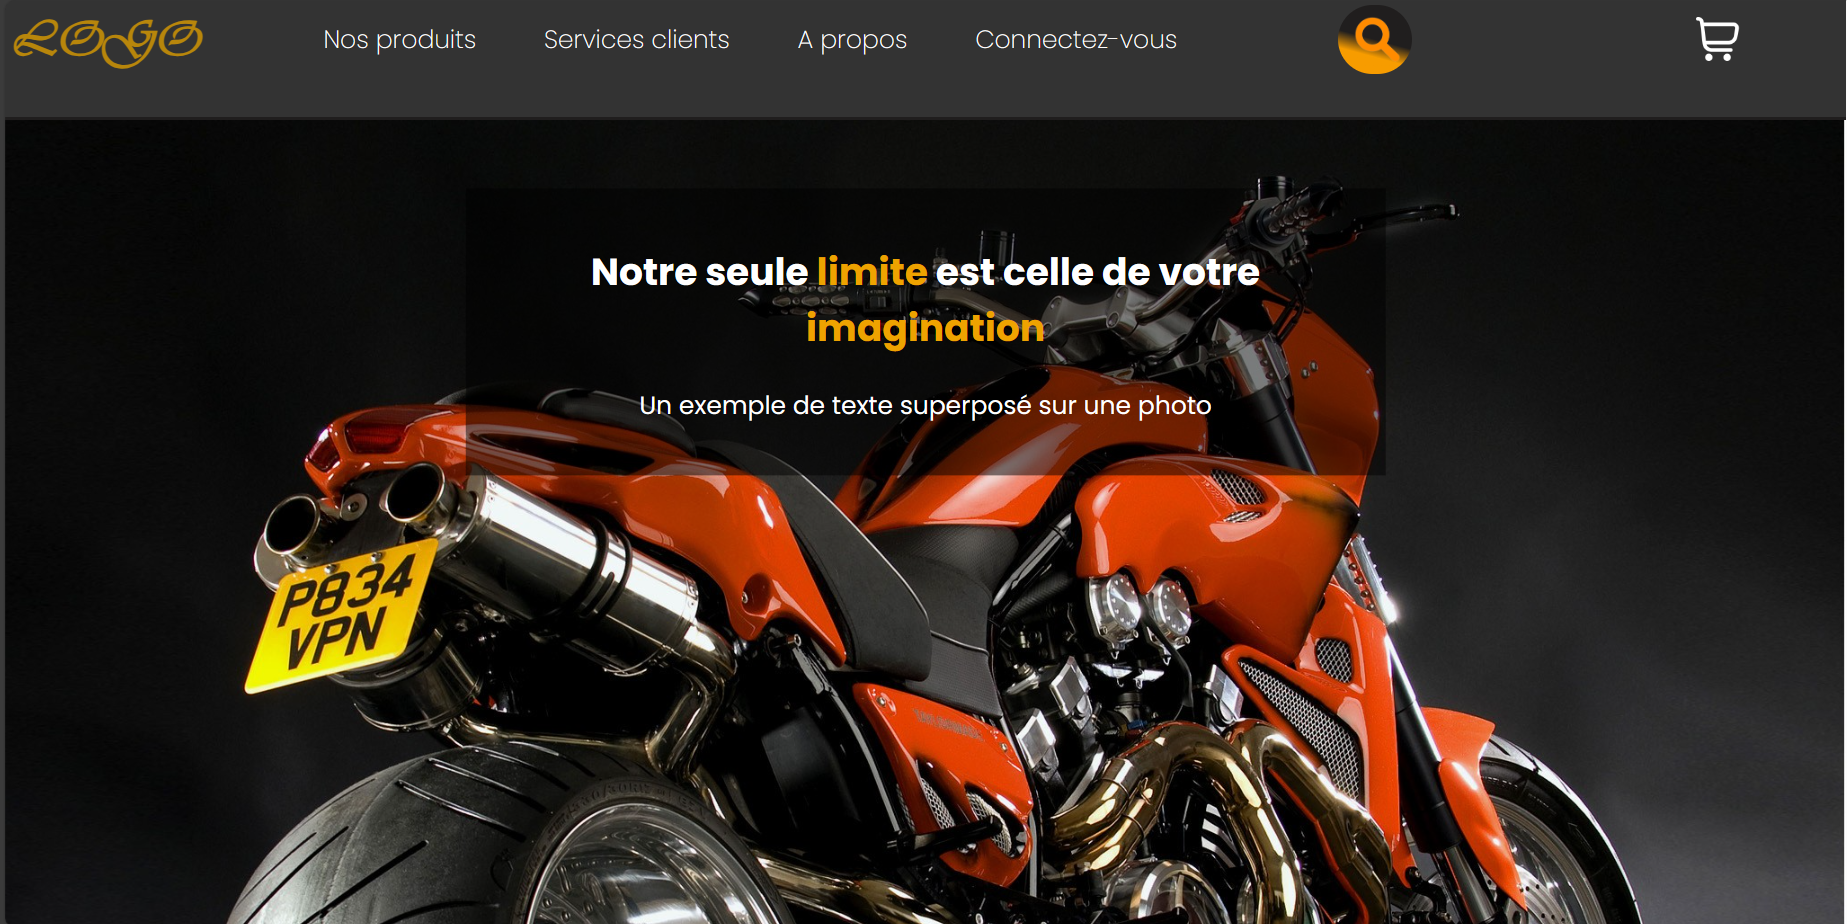 LOGO
Nos produits
Services clients
A propos
Connectez-vous
Notre seule limite est celle de votre
imagination
Un exemple de texte superposé sur une photo
P834
VPN